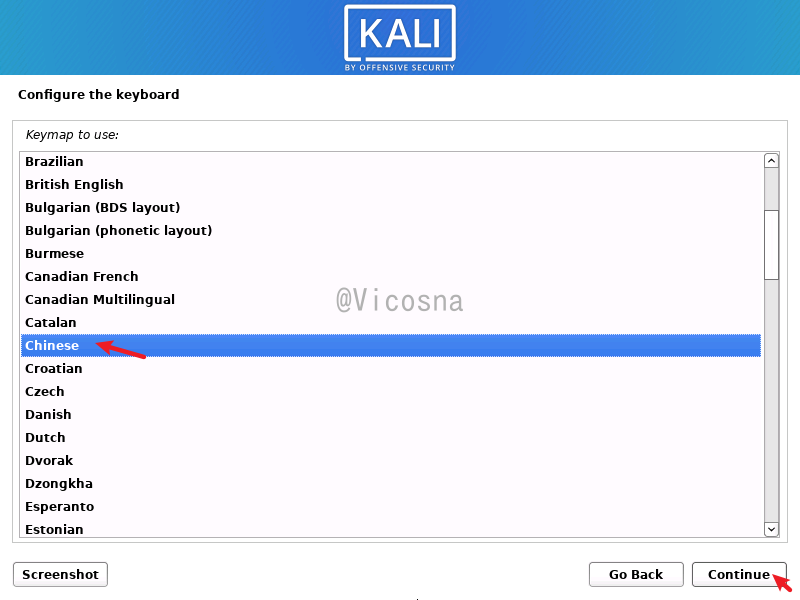 KALI
BY OFFENSIVE SECURITY
Configure the keyboard
Keymap to use:
Brazilian
British English
Bulgarian (BDS layout)
Bulgarian (phonetic layout)
Burmese
Canadian French
Canadian Multilingual
@Vicosna
Catalan
Chinese
Croatian
Czech
Danish
Dutch
Dvorak
Dzongkha
Esperanto
Estonian
Screenshot
Go Back
Continue